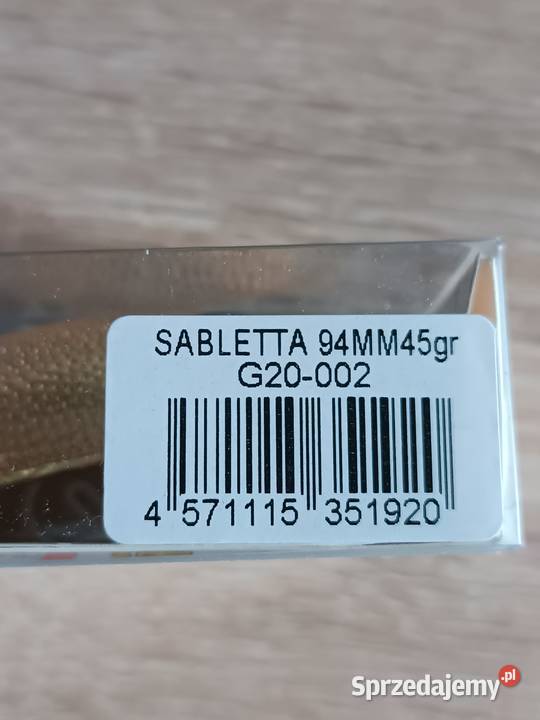 SABLETTA 94MM45gr
G20-002
4 571115 351920
Sprzedajemy.pl